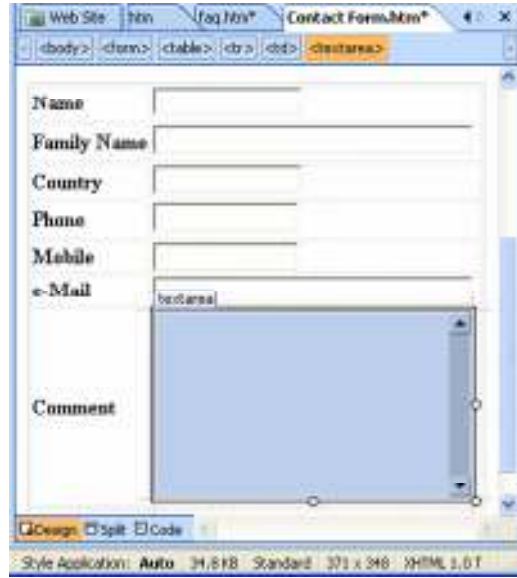 Web Site htm faq.htm* Contact Form.htm*
<body> <form> <table> <tr> <td> <textarea>
Name
Family Name
Country
Phone
Mobile
e-Mail
textarea
Comment
Design Split Code
Style Application: Auto 34.8 KB Standard 371 x 348 XHTML 1.0 T